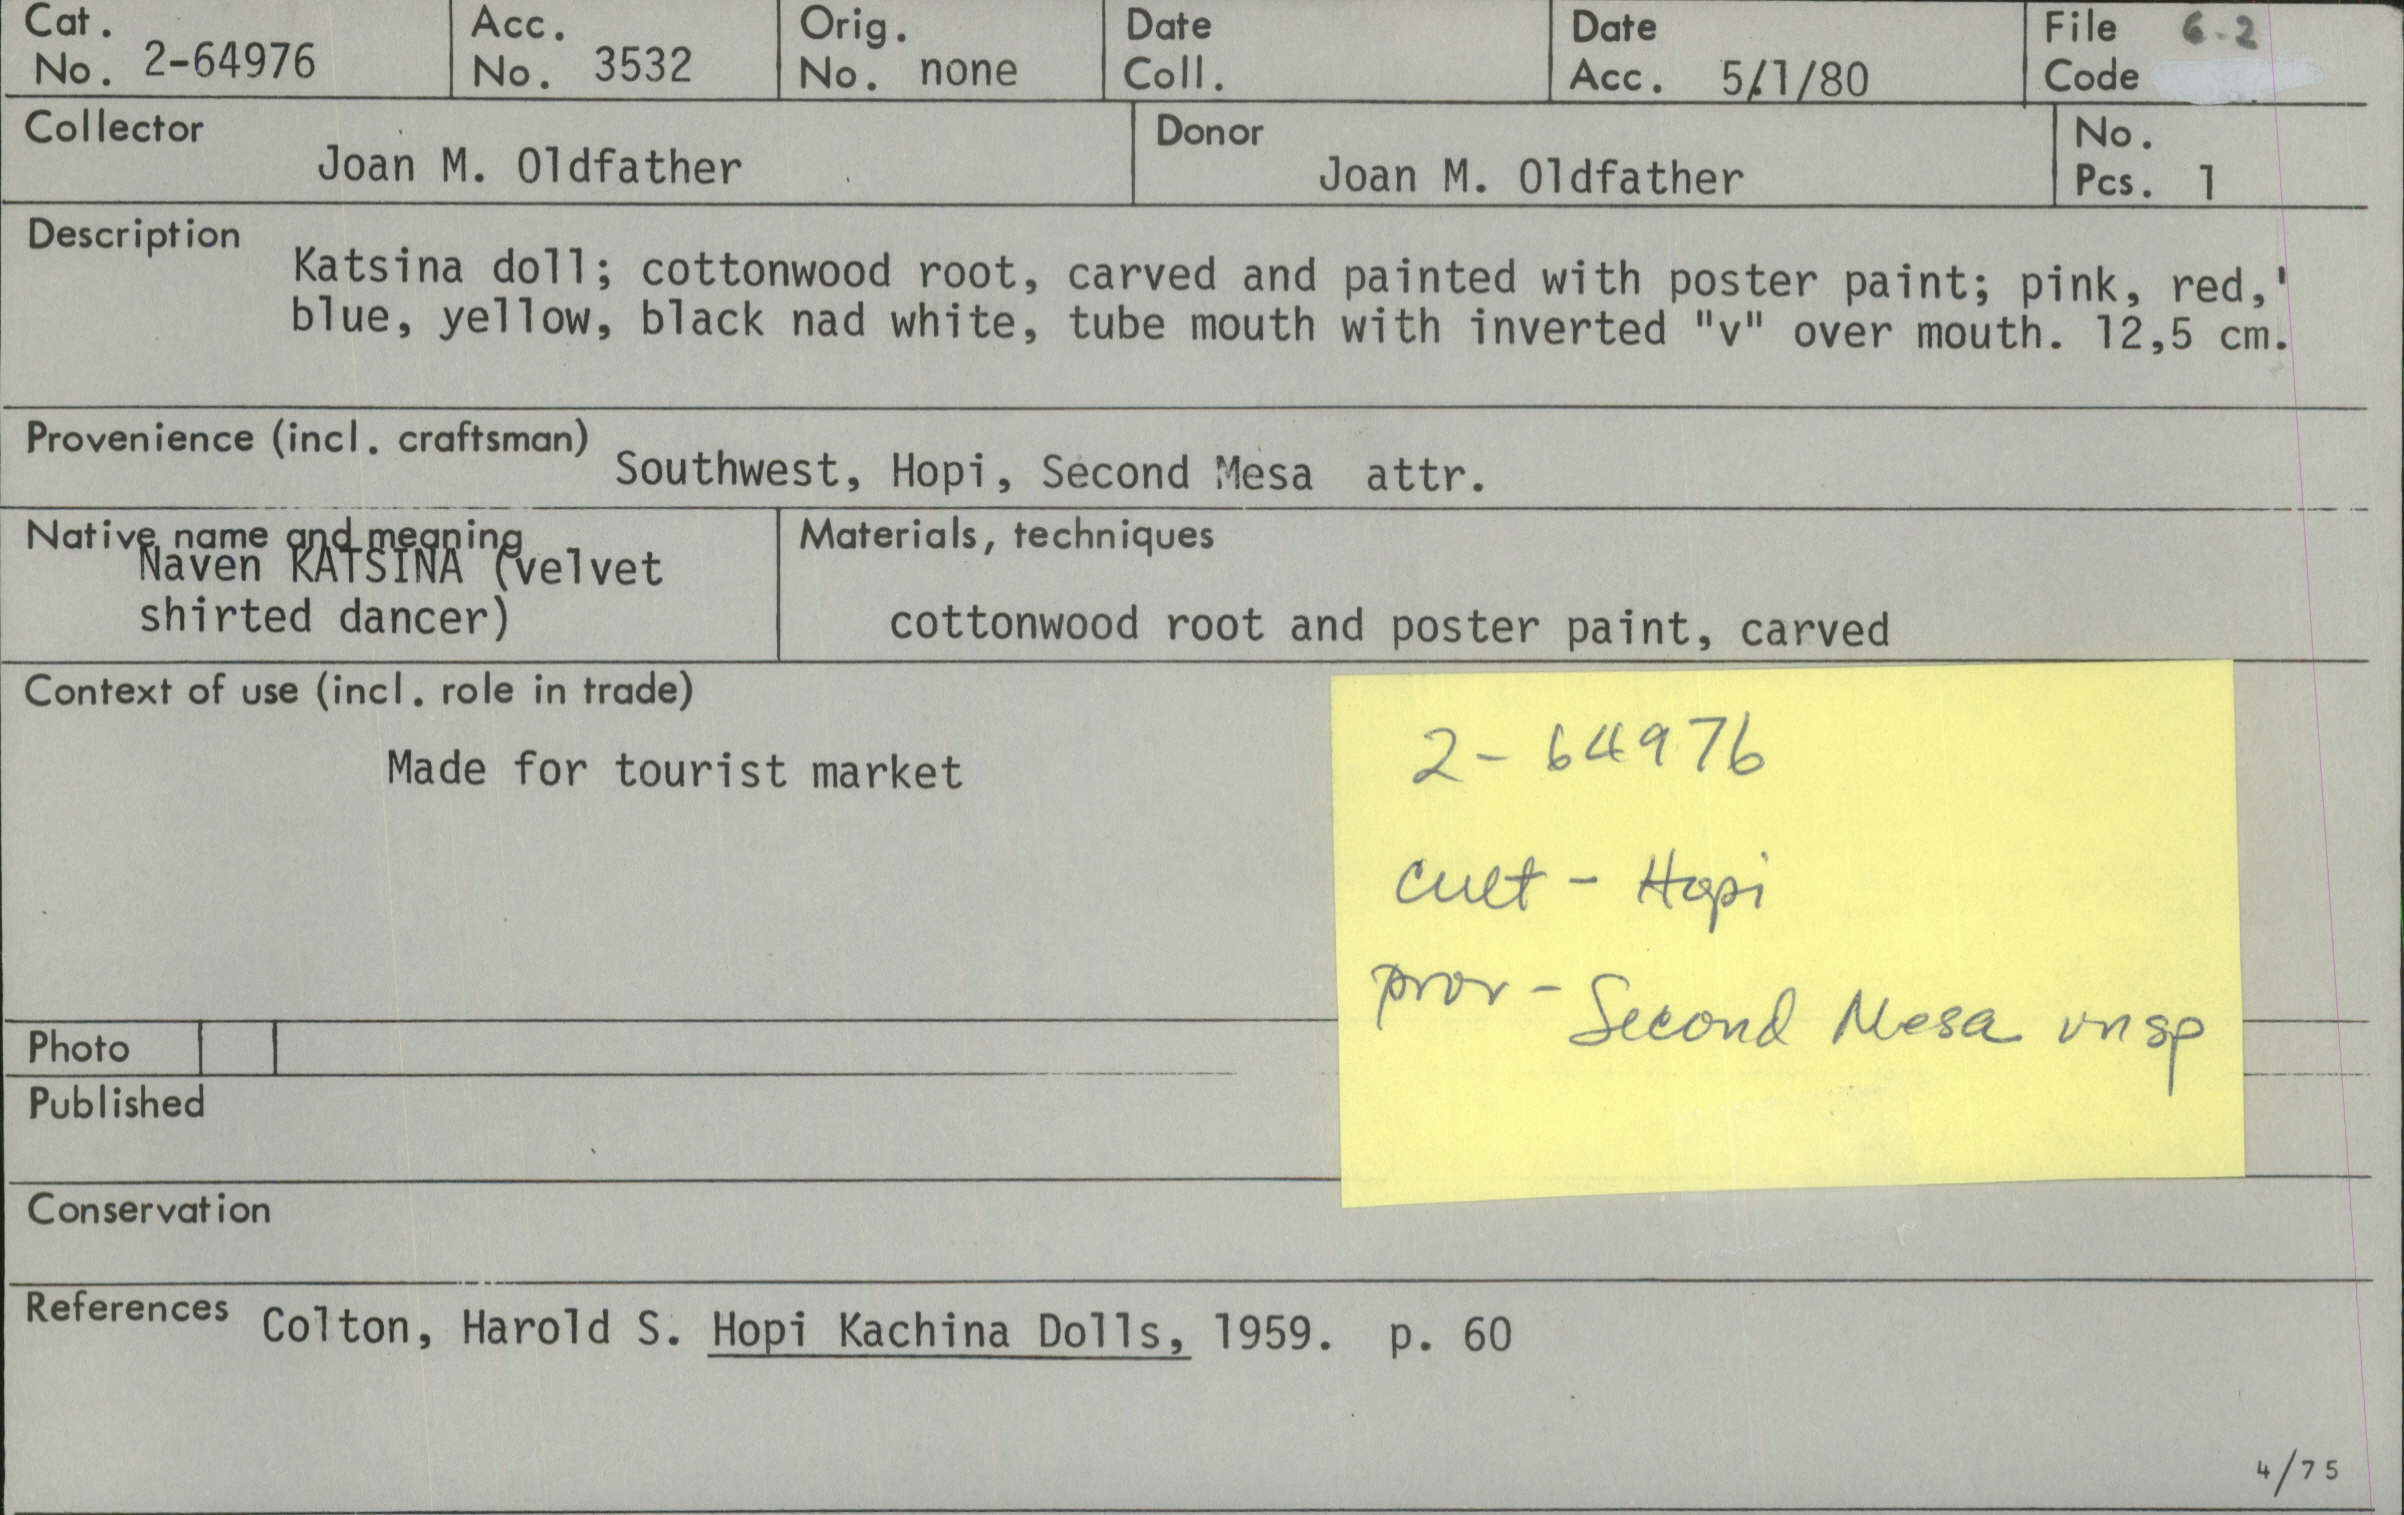 Cat. No. 2-64976
Acc. No. 3532
Orig. No. none
Date Coll.
Date Acc. 5/1/80
File Code 6-2
Collector
Joan M. Oldfather
Donor
Joan M. Oldfather
No. Pcs. 1
Description
Katsina doll; cottonwood root, carved and painted with poster paint; pink, red,'
blue, yellow, black nad white, tube mouth with inverted "v" over mouth. 12,5 cm.
Provenience (incl. craftsman)
Southwest, Hopi, Second Mesa attr.
Native name and meaning
Naven KATSINA (velvet
shirted dancer)
Materials, techniques
cottonwood root and poster paint, carved
Context of use (incl. role in trade)
Made for tourist market
2-64976
cult - Hopi
prov - Second Mesa vnsp
Photo
Published
Conservation
References
Colton, Harold S. Hopi Kachina Dolls, 1959. p. 60
4/75